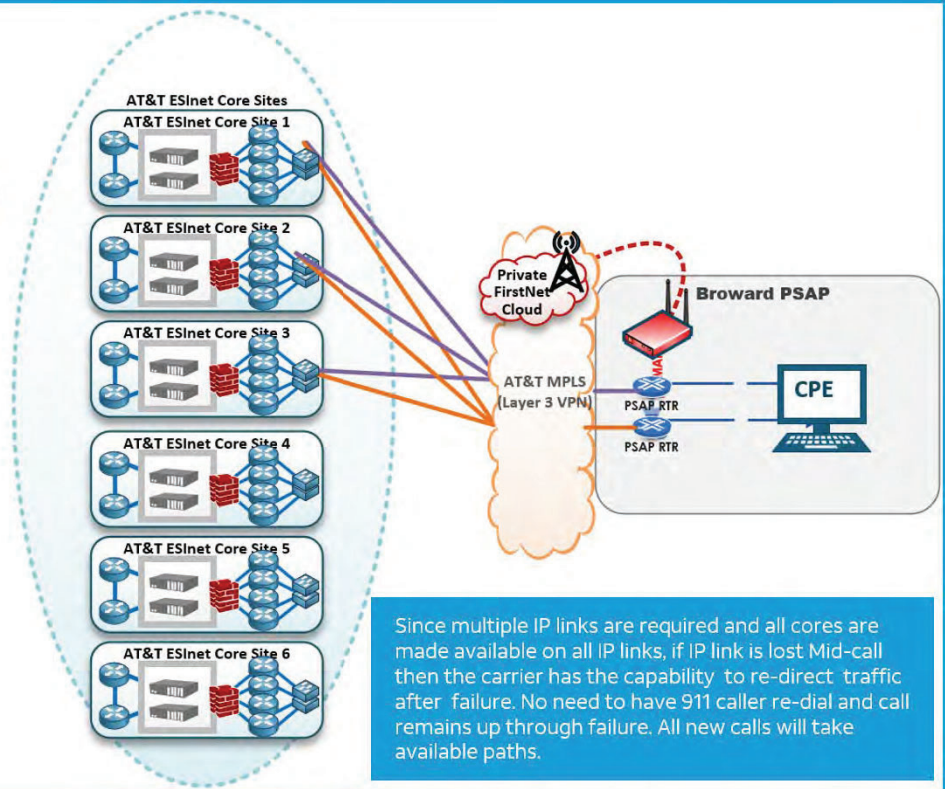 AT&T ESInet Core Sites
AT&T ESInet Core Site 1
AT&T ESInet Core Site 2
AT&T ESInet Core Site 3
AT&T ESInet Core Site 4
AT&T ESInet Core Site 5
AT&T ESInet Core Site 6
Private
FirstNet
Cloud
AT&T MPLS
(Layer 3 VPN)
Broward PSAP
PSAP RTR
PSAP RTR
CPE
Since multiple IP links are required and all cores are
made available on all IP links, if IP link is lost Mid-call
then the carrier has the capability to re-direct traffic
after failure. No need to have 911 caller re-dial and call
remains up through failure. All new calls will take
available paths.